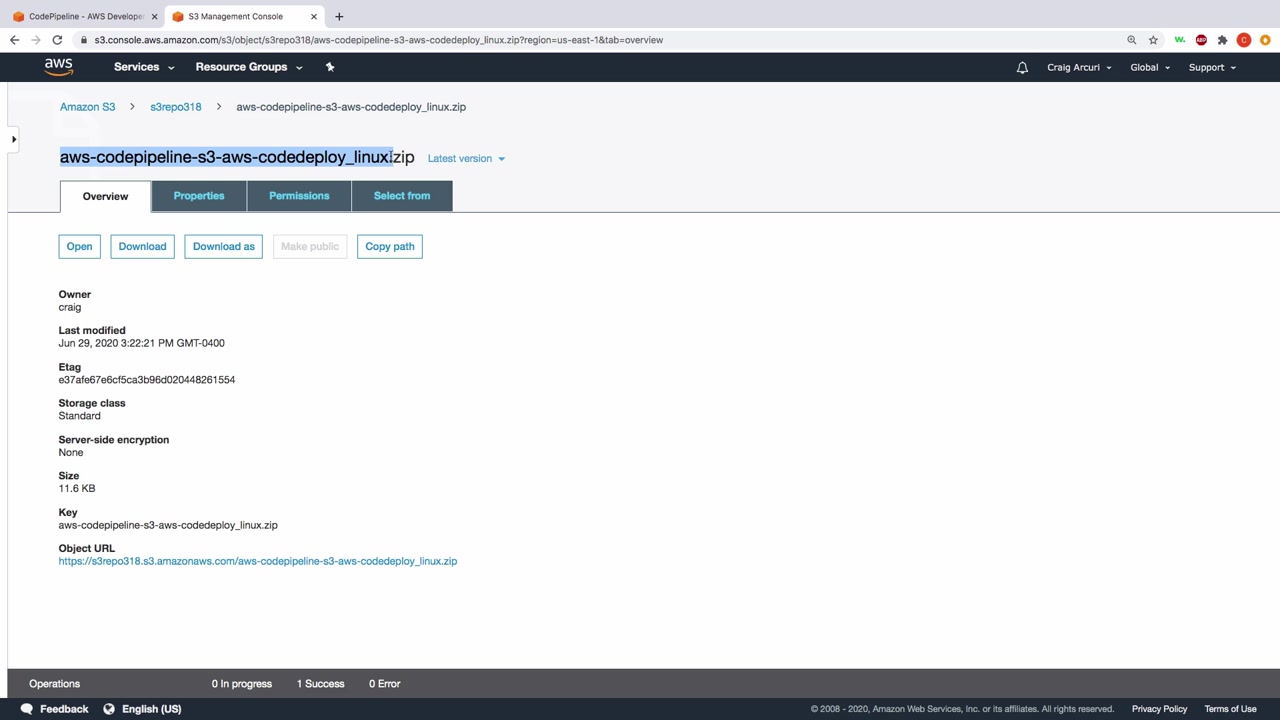 CodePipeline - AWS Developer
S3 Management Console
s3.console.aws.amazon.com/s3/object/s3repo318/aws-codepipeline-s3-aws-codedeploy_linux.zip?region=us-east-1&tab=overview
W.
ABP
C
aws
Services
Resource Groups
Craig Arcuri
Global
Support
Amazon S3 > s3repo318 > aws-codepipeline-s3-aws-codedeploy_linux.zip
aws-codepipeline-s3-aws-codedeploy_linux.zip
Latest version
Overview
Properties
Permissions
Select from
Open
Download
Download as
Make public
Copy path
Owner
craig
Last modified
Jun 29, 2020 3:22:21 PM GMT-0400
Etag
e37afe67e6cf5ca3b96d020448261554
Storage class
Standard
Server-side encryption
None
Size
11.6 KB
Key
aws-codepipeline-s3-aws-codedeploy_linux.zip
Object URL
https://s3repo318.s3.amazonaws.com/aws-codepipeline-s3-aws-codedeploy_linux.zip
Operations
0 In progress
1 Success
0 Error
Feedback
English (US)
© 2008 - 2020, Amazon Web Services, Inc. or its affiliates. All rights reserved.
Privacy Policy
Terms of Use